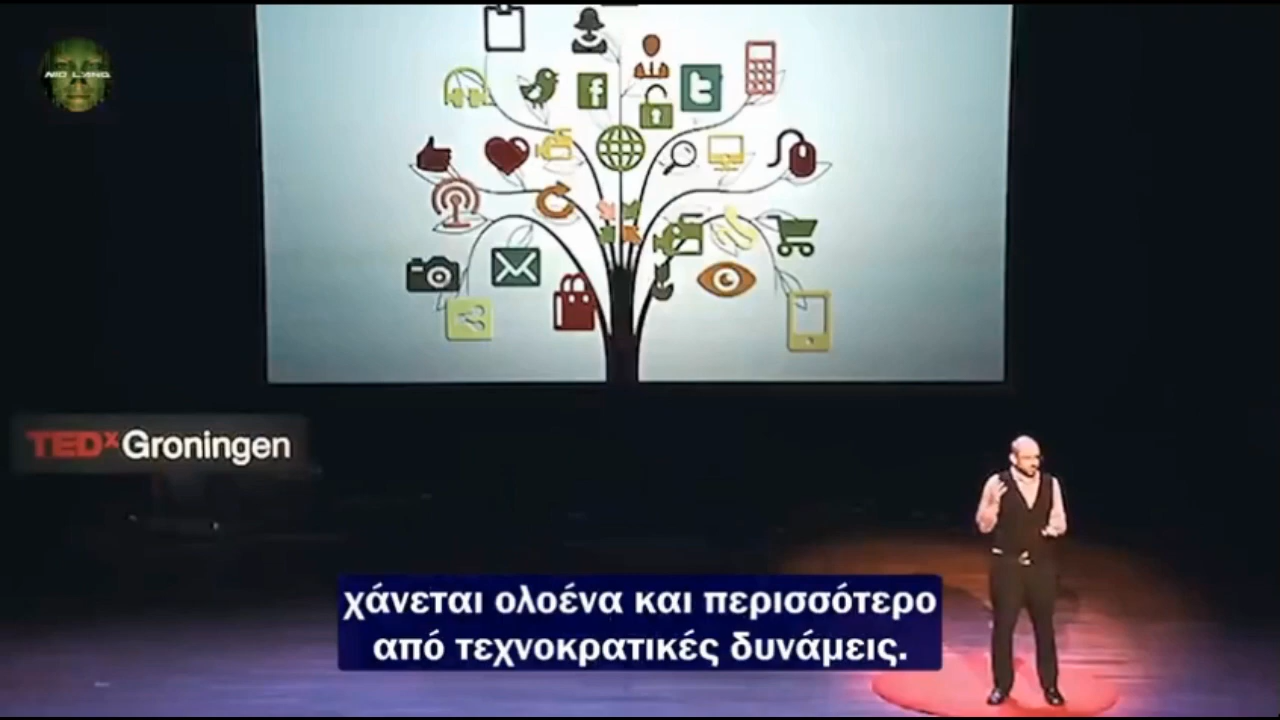 TEDxGroningen
χάνεται ολοένα και περισσότερο
από τεχνοκρατικές δυνάμεις.